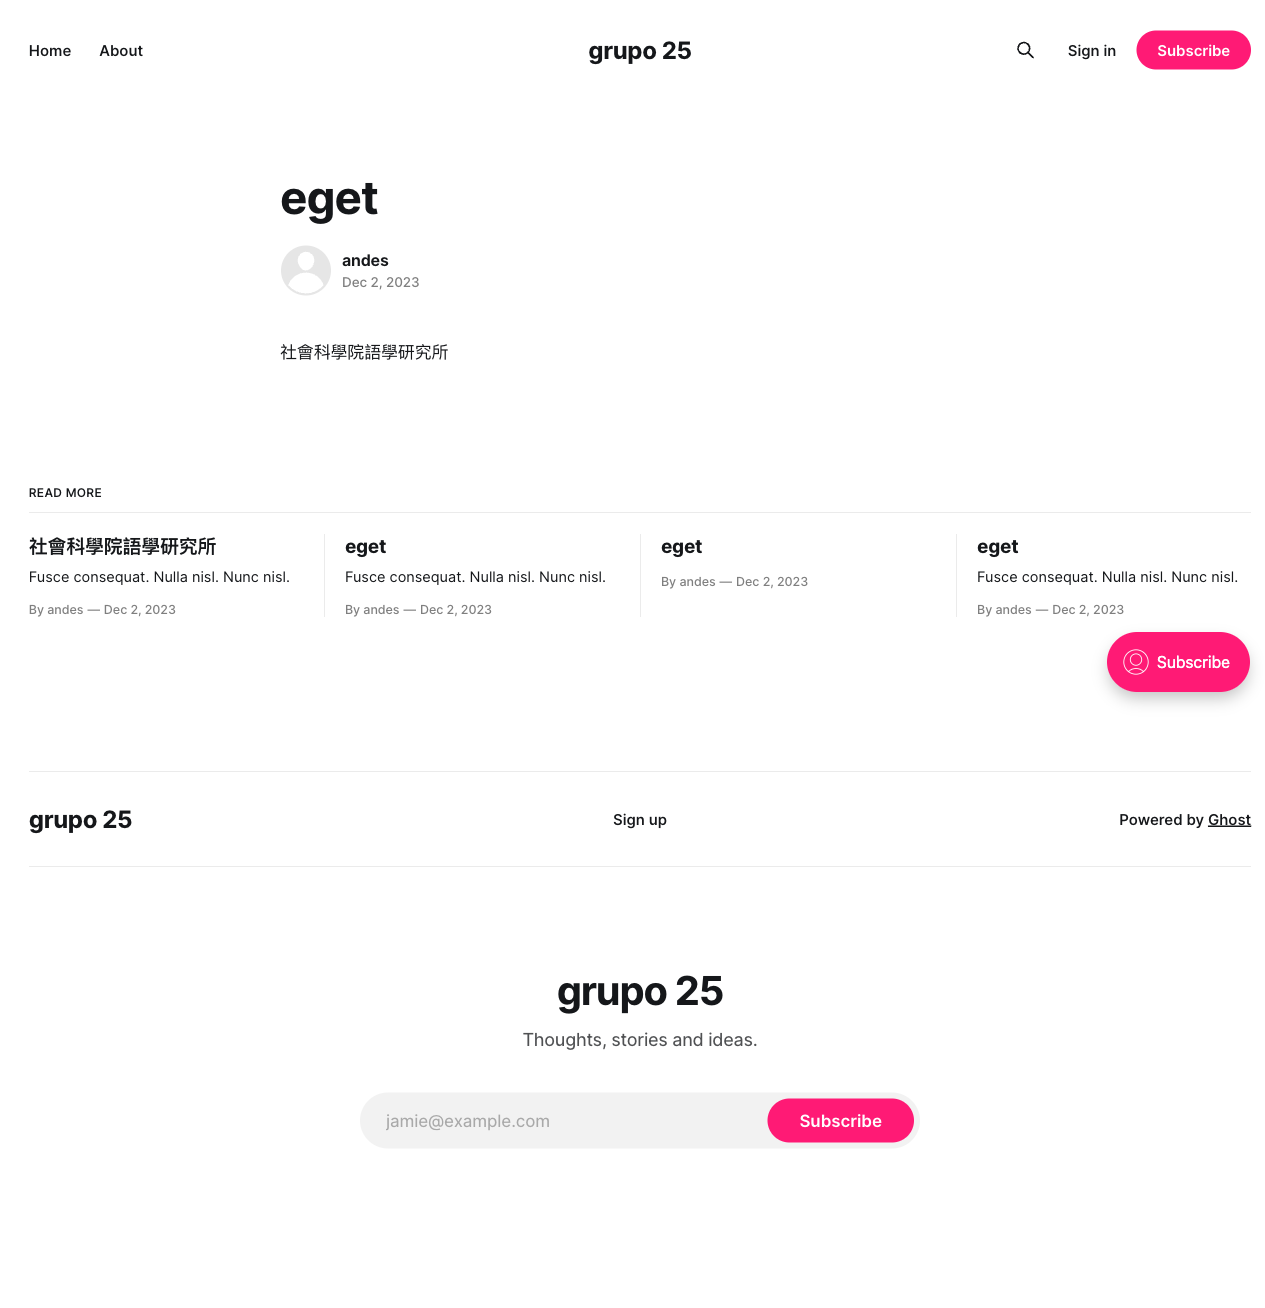 Home About grupo 25 Sign in Subscribe
eget
andes
Dec 2, 2023
社會科學院語學研究所
READ MORE
社會科學院語學研究所
Fusce consequat. Nulla nisl. Nunc nisl.
By andes — Dec 2, 2023
eget
Fusce consequat. Nulla nisl. Nunc nisl.
By andes — Dec 2, 2023
eget
By andes — Dec 2, 2023
eget
Fusce consequat. Nulla nisl. Nunc nisl.
By andes — Dec 2, 2023
Subscribe
grupo 25 Sign up Powered by Ghost
grupo 25
Thoughts, stories and ideas.
jamie@example.com Subscribe